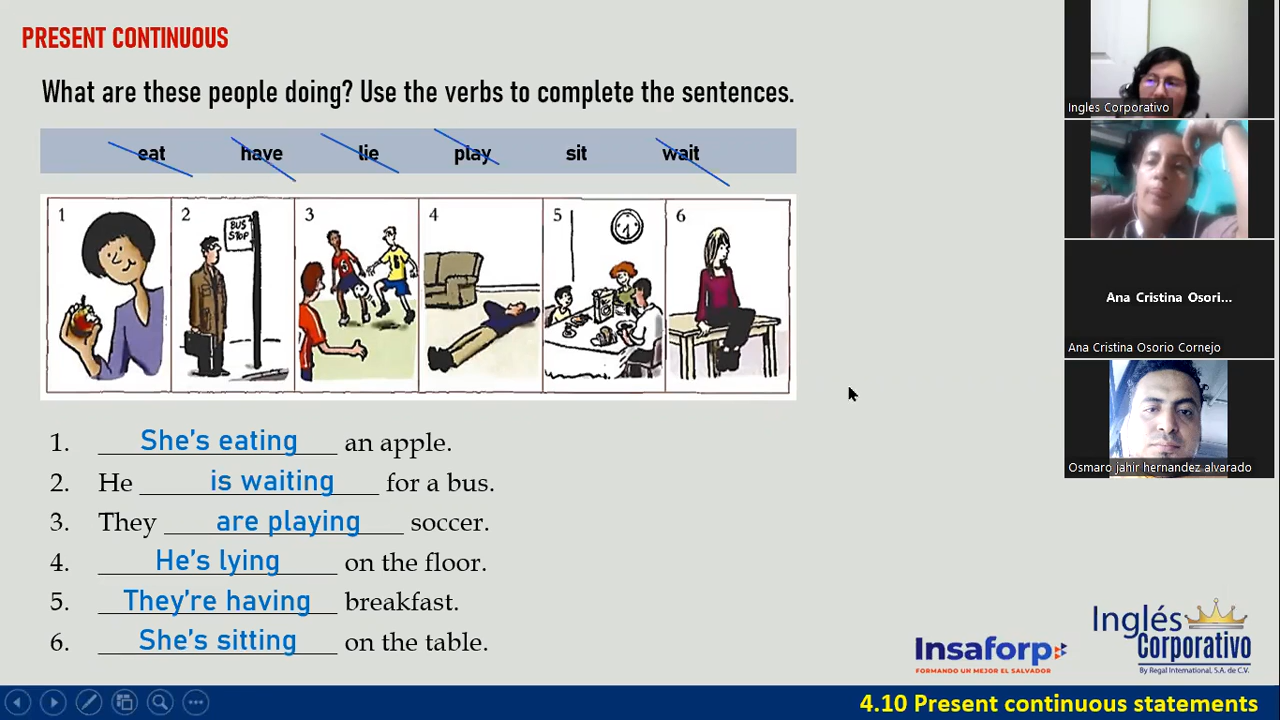 PRESENT CONTINUOUS
What are these people doing? Use the verbs to complete the sentences.
eat have lie play sit wait
1 2 3 4 5 6
BUS STOP
1. She's eating an apple.
2. He is waiting for a bus.
3. They are playing soccer.
4. He's lying on the floor.
5. They're having breakfast.
6. She's sitting on the table.
Ingles Corporativo
Ana Cristina Osori...
Ana Cristina Osorio Cornejo
Osmaro jahir hernandez alvarado
Insaforp
FORMANDO UN MEJOR EL SALVADOR
Inglés
Corporativo
By Regal International, S.A. de C.V.
4.10 Present continuous statements